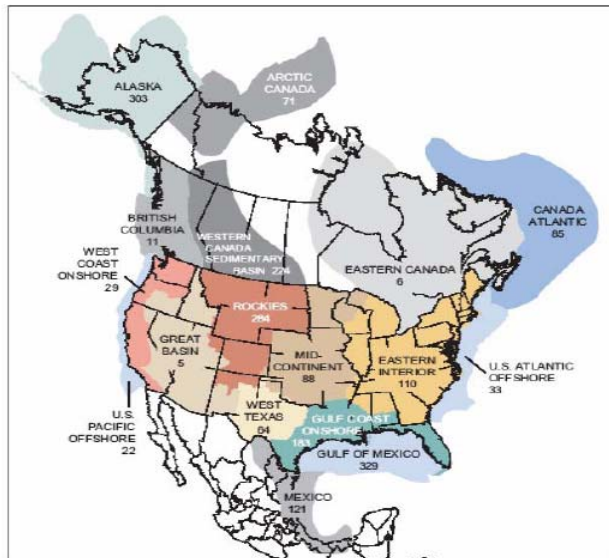 ALASKA
303
ARCTIC
CANADA
71
BRITISH
COLUMBIA
11
WESTERN
CANADA
SEDIMENTARY
BASIN 224
CANADA
ATLANTIC
85
EASTERN CANADA
6
WEST
COAST
ONSHORE
29
ROCKIES
284
GREAT
BASIN
5
MID-
CONTINENT
88
EASTERN
INTERIOR
110
U.S. ATLANTIC
OFFSHORE
33
U.S.
PACIFIC
OFFSHORE
22
WEST
TEXAS
64
GULF COAST
ONSHORE
183
GULF OF MEXICO
329
MEXICO
121